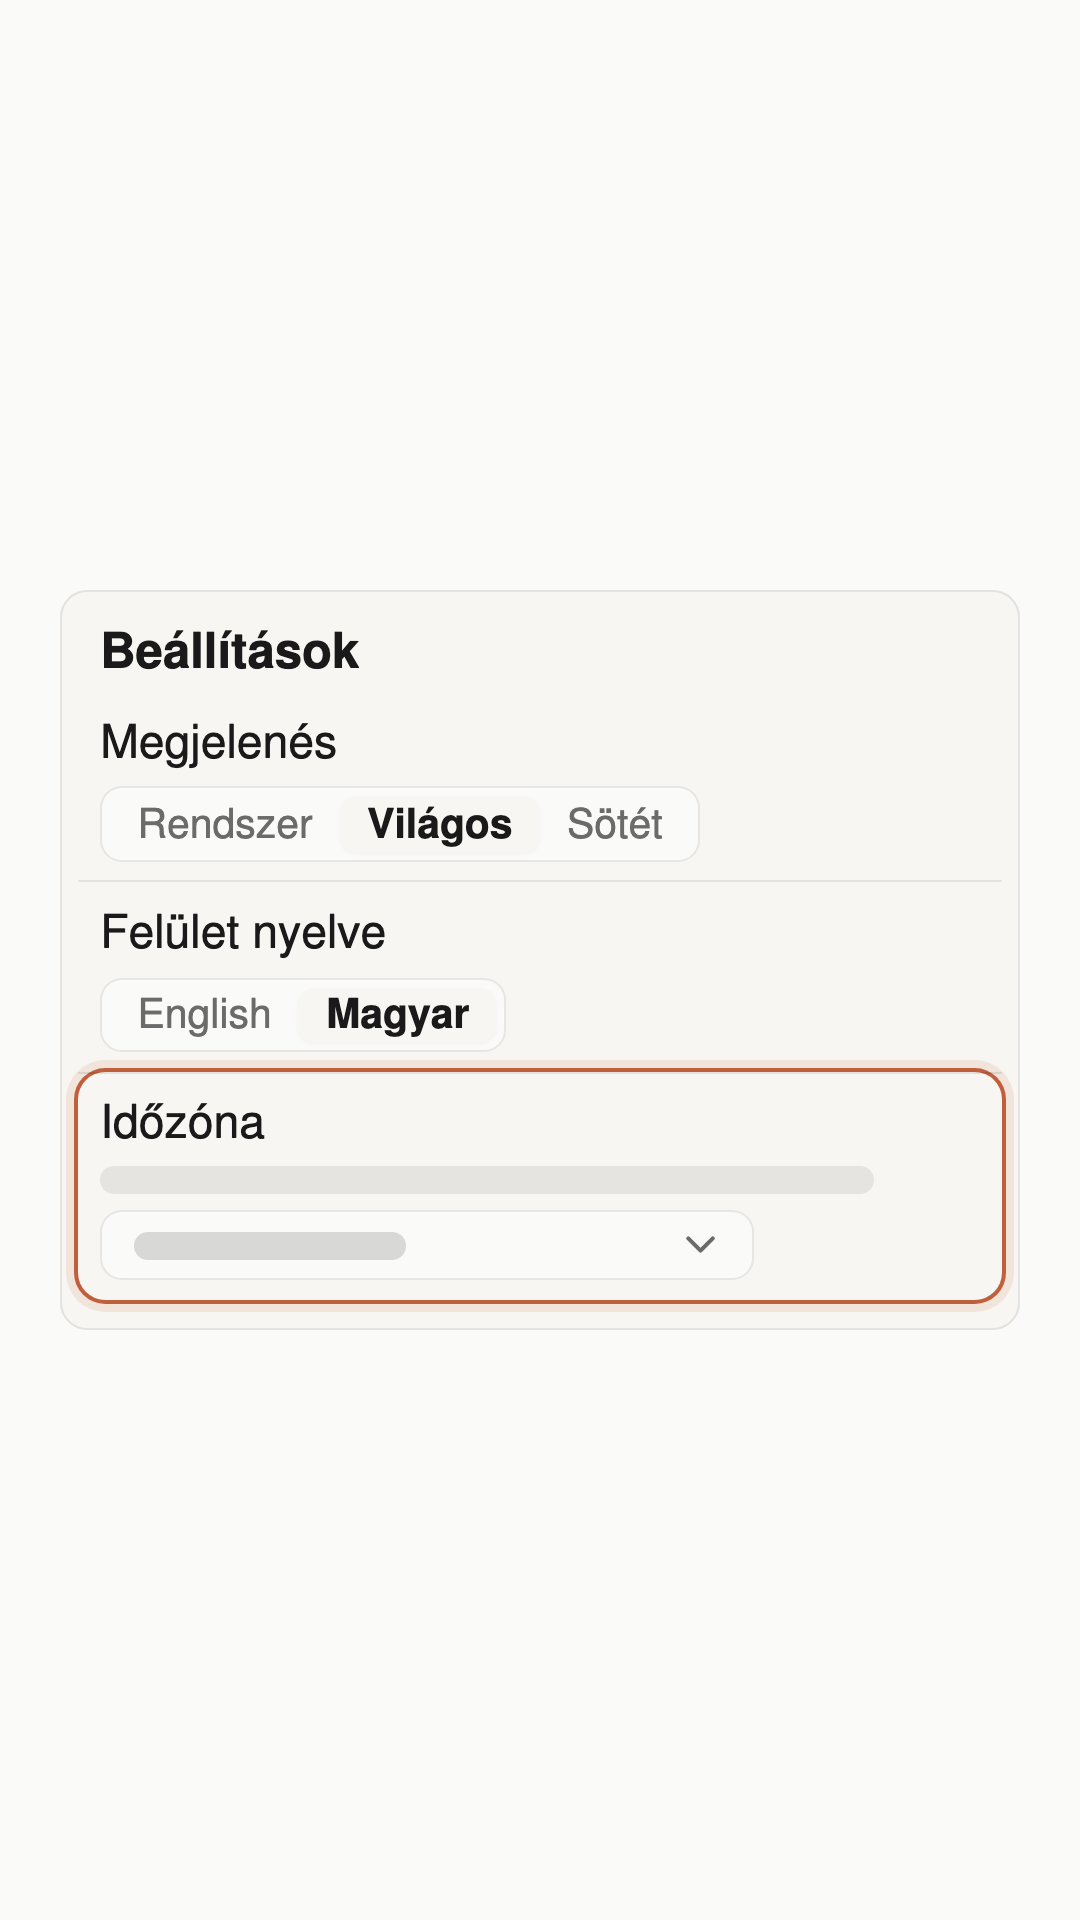 Beállítások
Megjelenés
Rendszer Világos Sötét
Felület nyelve
English Magyar
Időzóna